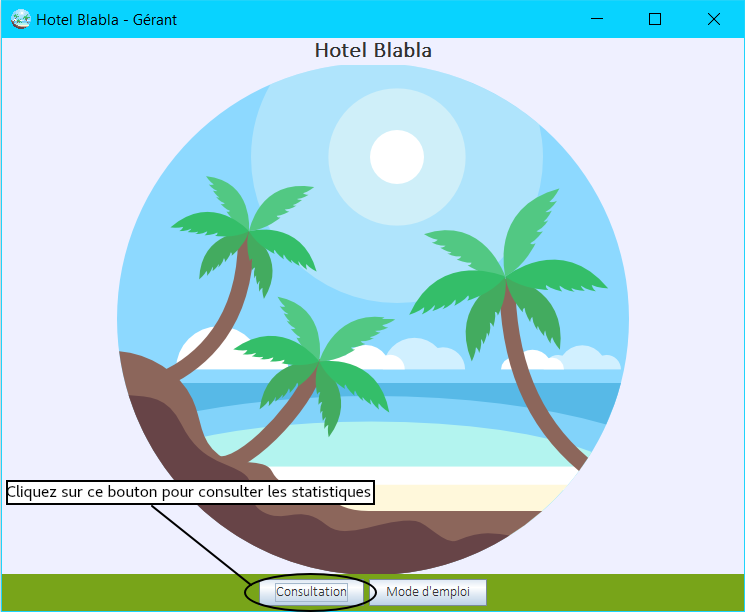 Hotel Blabla - Gérant
Hotel Blabla
Cliquez sur ce bouton pour consulter les statistiques
Consultation
Mode d'emploi